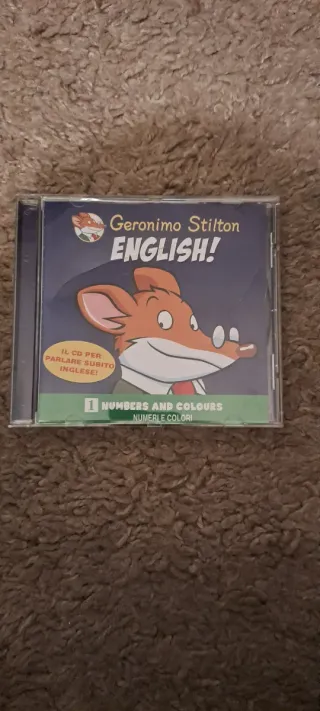 Geronimo Stilton
ENGLISH!
IL CD PER
PARLARE SUBITO
INGLESE!
1 NUMBERS AND COLOURS
NUMERI E COLORI